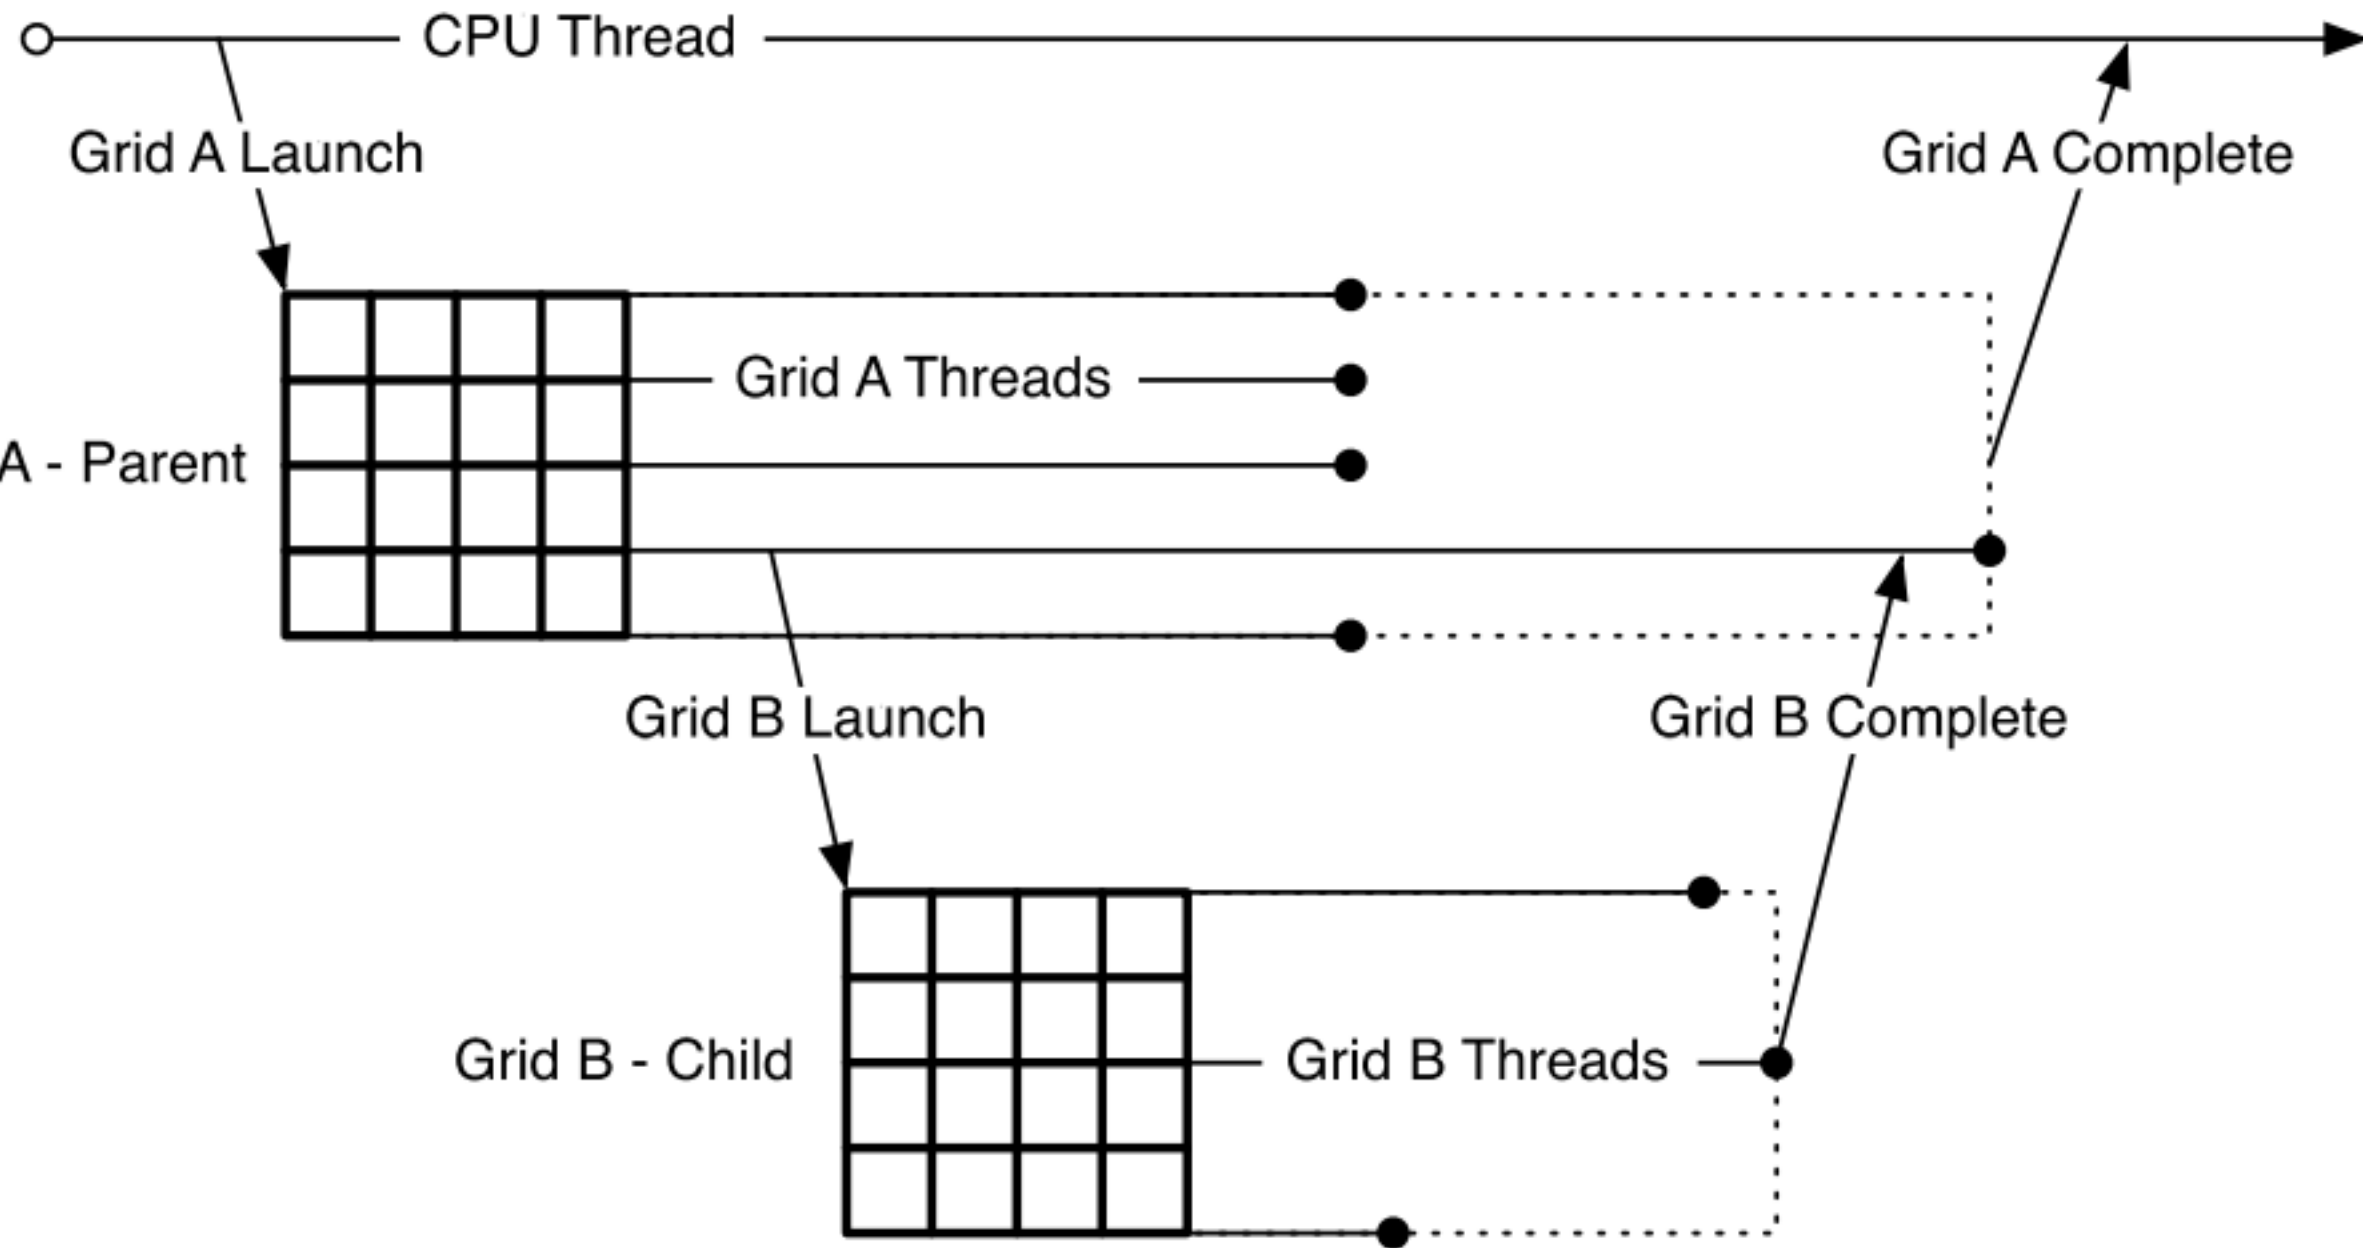 CPU Thread
Grid A Launch
Grid A Complete
Grid A Threads
A - Parent
Grid B Launch
Grid B Complete
Grid B - Child
Grid B Threads